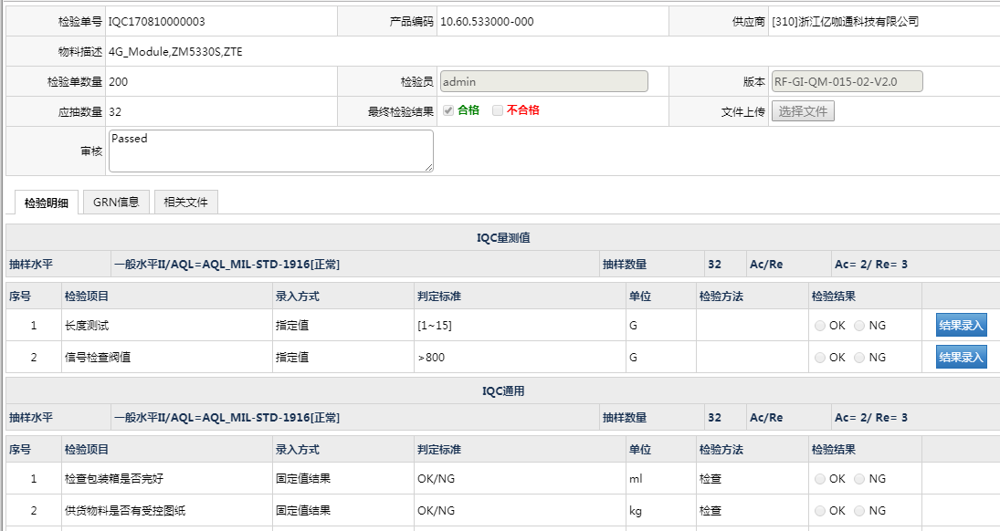 检验单号 IQC170810000003 产品编码 10.60.533000-000 供应商 [310]浙江亿咖通科技有限公司
物料描述 4G_Module,ZM5330S,ZTE
检验单数量 200 检验员 admin 版本 RF-GI-QM-015-02-V2.0
应抽数量 32 最终检验结果 合格 不合格 文件上传 选择文件
审核 Passed
检验明细 GRN信息 相关文件
IQC量测值
抽样水平 一般水平II/AQL=AQL_MIL-STD-1916[正常] 抽样数量 32 Ac/Re Ac= 2/ Re= 3
序号 检验项目 录入方式 判定标准 单位 检验方法 检验结果
1 长度测试 指定值 [1~15] G OK NG 结果录入
2 信号检查阀值 指定值 >800 G OK NG 结果录入
IQC通用
抽样水平 一般水平II/AQL=AQL_MIL-STD-1916[正常] 抽样数量 32 Ac/Re Ac= 2/ Re= 3
序号 检验项目 录入方式 判定标准 单位 检验方法 检验结果
1 检查包装箱是否完好 固定值结果 OK/NG ml 检查 OK NG
2 供货物料是否有受控图纸 固定值结果 OK/NG kg 检查 OK NG